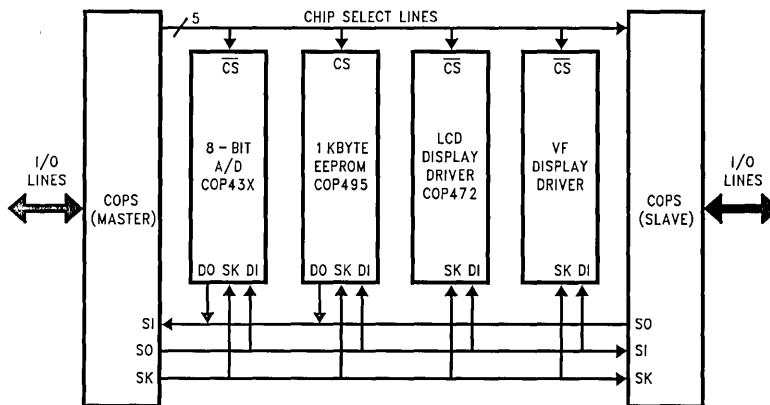 5
CHIP SELECT LINES
I/O
LINES
COPS
(MASTER)
SI
SO
SK
CS
8-BIT
A/D
COP43X
DO SK DI
CS
1 KBYTE
EEPROM
COP495
DO SK DI
CS
LCD
DISPLAY
DRIVER
COP472
SK DI
CS
VF
DISPLAY
DRIVER
SK DI
COPS
(SLAVE)
SO
SI
SK
I/O
LINES